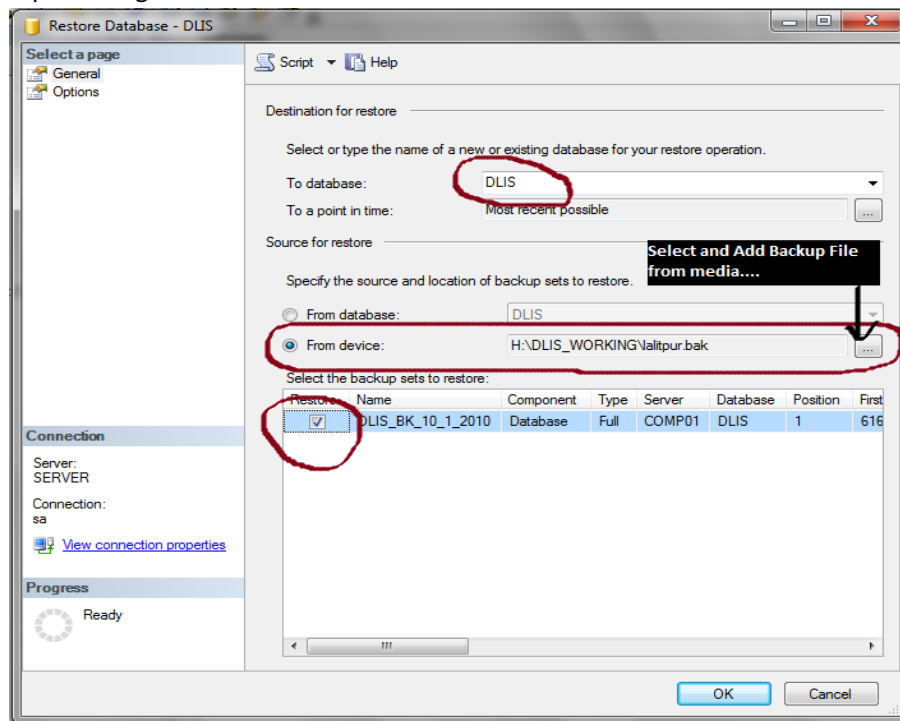 Restore Database - DLIS
Select a page
General
Options
Script Help
Destination for restore
Select or type the name of a new or existing database for your restore operation.
To database: DLIS
To a point in time: Most recent possible ...
Source for restore
Select and Add Backup File
from media....
Specify the source and location of backup sets to restore.
From database: DLIS
From device: H:\DLIS_WORKING\lalitpur.bak ...
Select the backup sets to restore:
Restore Name Component Type Server Database Position First
DLIS_BK_10_1_2010 Database Full COMP01 DLIS 1 616
Connection
Server:
SERVER
Connection:
sa
View connection properties
Progress
Ready
OK Cancel